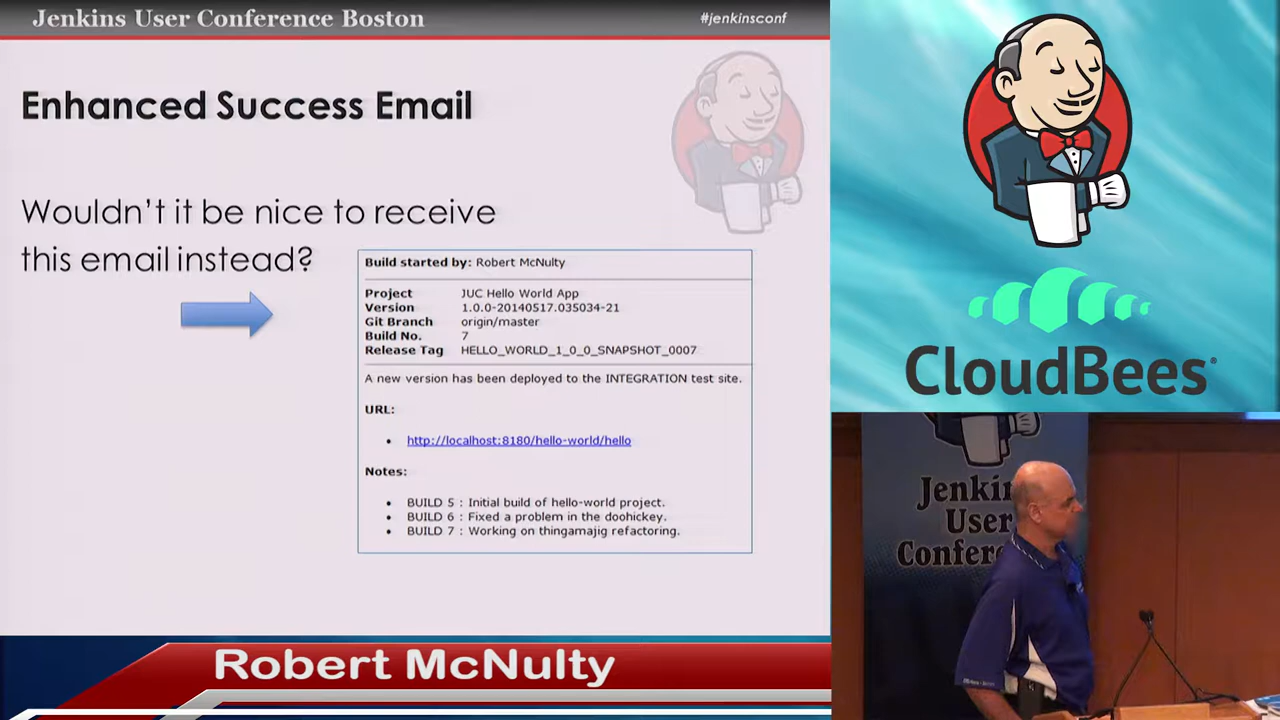 Jenkins User Conference Boston
#jenkinsconf
Enhanced Success Email
Wouldn't it be nice to receive
this email instead?
Build started by: Robert McNulty
Project JUC Hello World App
Version 1.0.0-20140517.035034-21
Git Branch origin/master
Build No. 7
Release Tag HELLO_WORLD_1_0_0_SNAPSHOT_0007
A new version has been deployed to the INTEGRATION test site.
URL:
• http://localhost:8180/hello-world/hello
Notes:
• BUILD 5 : Initial build of hello-world project.
• BUILD 6 : Fixed a problem in the doohickey.
• BUILD 7 : Working on thingamajig refactoring.
Robert McNulty
CloudBees®
Jenkin
User
Confere